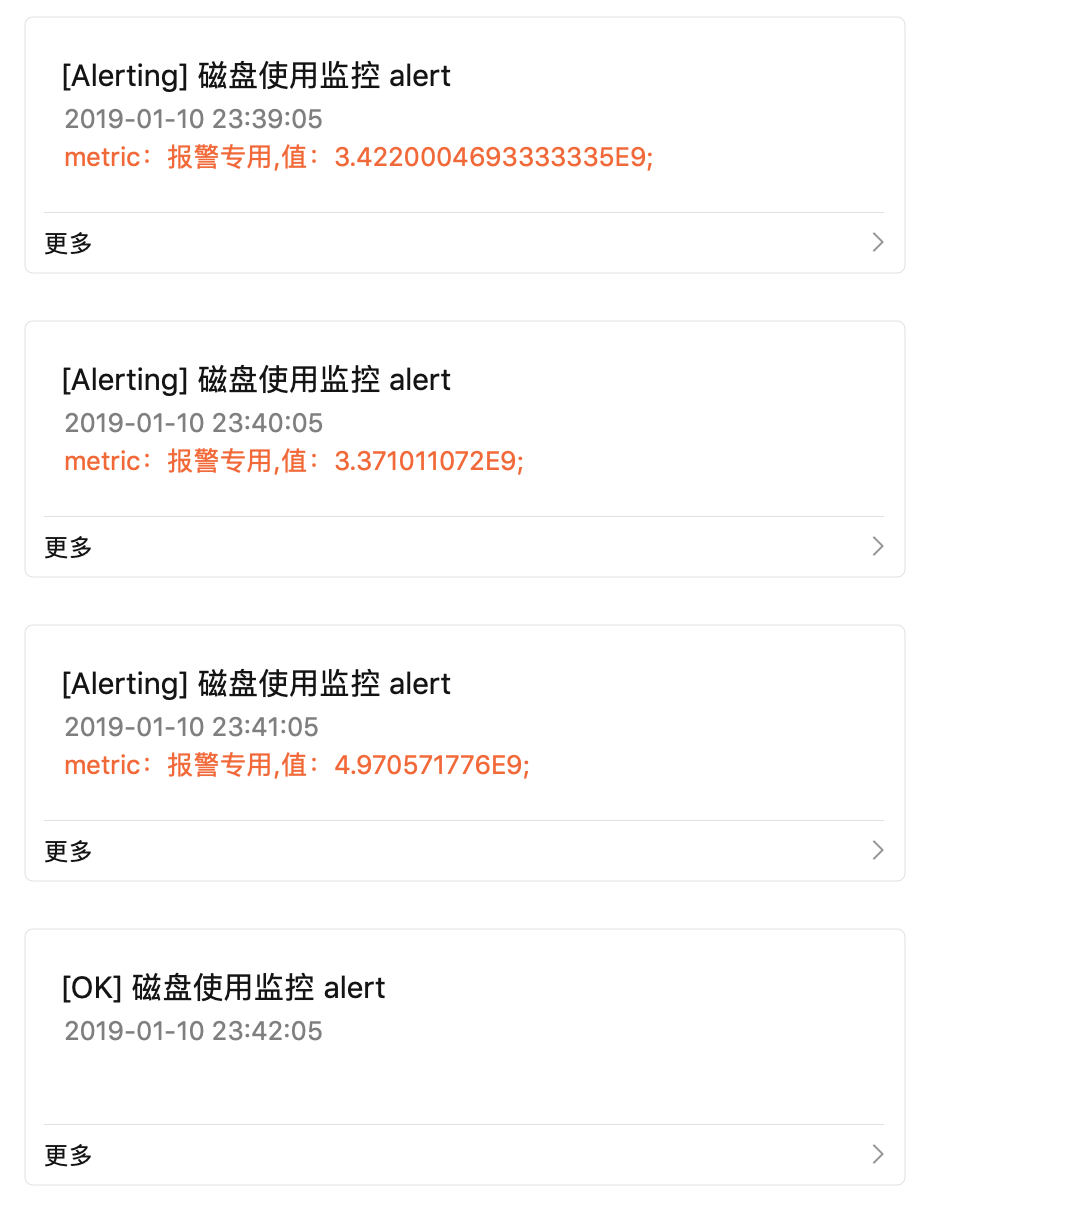 [Alerting] 磁盘使用监控 alert
2019-01-10 23:39:05
metric：报警专用,值：3.4220004693333335E9;
更多
[Alerting] 磁盘使用监控 alert
2019-01-10 23:40:05
metric：报警专用,值：3.371011072E9;
更多
[Alerting] 磁盘使用监控 alert
2019-01-10 23:41:05
metric：报警专用,值：4.970571776E9;
更多
[OK] 磁盘使用监控 alert
2019-01-10 23:42:05
更多